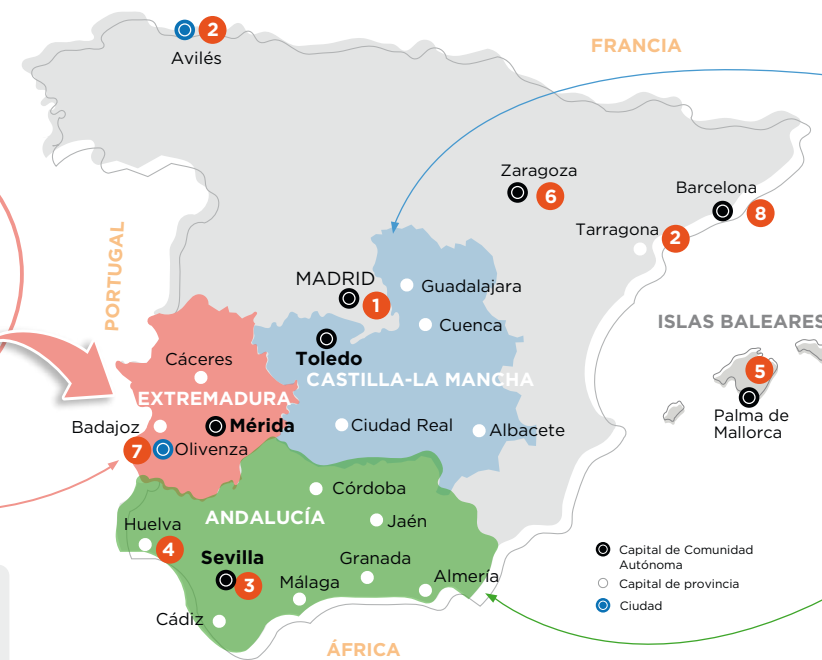 2
Avilés
FRANCIA
Zaragoza
6
Barcelona
8
Tarragona
2
PORTUGAL
MADRID
1
Guadalajara
Cuenca
ISLAS BALEARES
Toledo
Cáceres
CASTILLA-LA MANCHA
5
EXTREMADURA
Palma de
Mallorca
Badajoz
Mérida
Ciudad Real
Albacete
7
Olivenza
Córdoba
ANDALUCÍA
Jaén
Huelva
4
Sevilla
3
Granada
Málaga
Almería
Cádiz
ÁFRICA
Capital de Comunidad
Autónoma
Capital de provincia
Ciudad